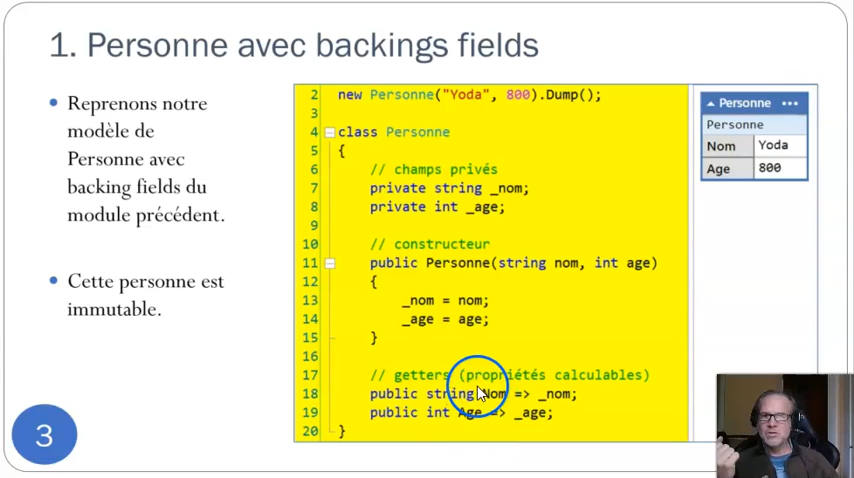 1. Personne avec backings fields
• Reprenons notre
modèle de
Personne avec
backing fields du
module précédent.
• Cette personne est
immutable.
2 new Personne("Yoda", 800).Dump();
3
4 class Personne
5 {
6 // champs privés
7 private string _nom;
8 private int _age;
9
10 // constructeur
11 public Personne(string nom, int age)
12 {
13 _nom = nom;
14 _age = age;
15 }
16
17 // getters (propriétés calculables)
18 public string Nom => _nom;
19 public int Age => _age;
20 }
Personne •••
Personne
Nom Yoda
Age 800
3